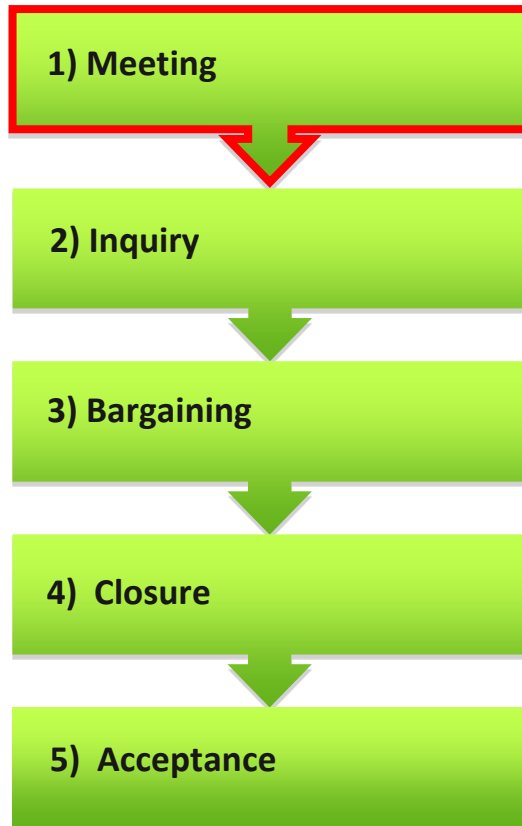 1) Meeting
2) Inquiry
3) Bargaining
4) Closure
5) Acceptance